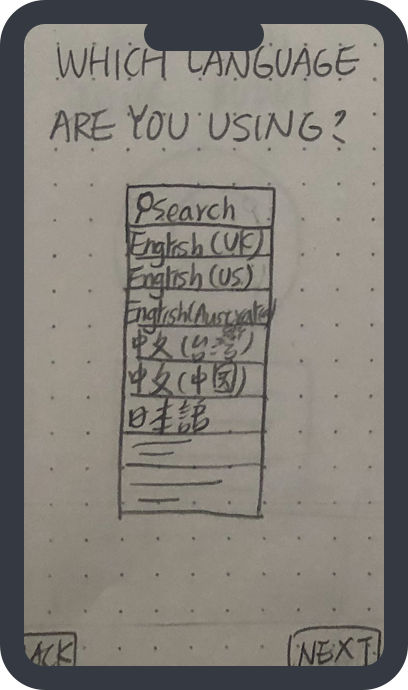 WHICH LANGUAGE
ARE YOU USING?
Search
English (UK)
English (US)
English (Australia)
中文 (台湾)
中文 (中国)
日本語
ACK
NEXT